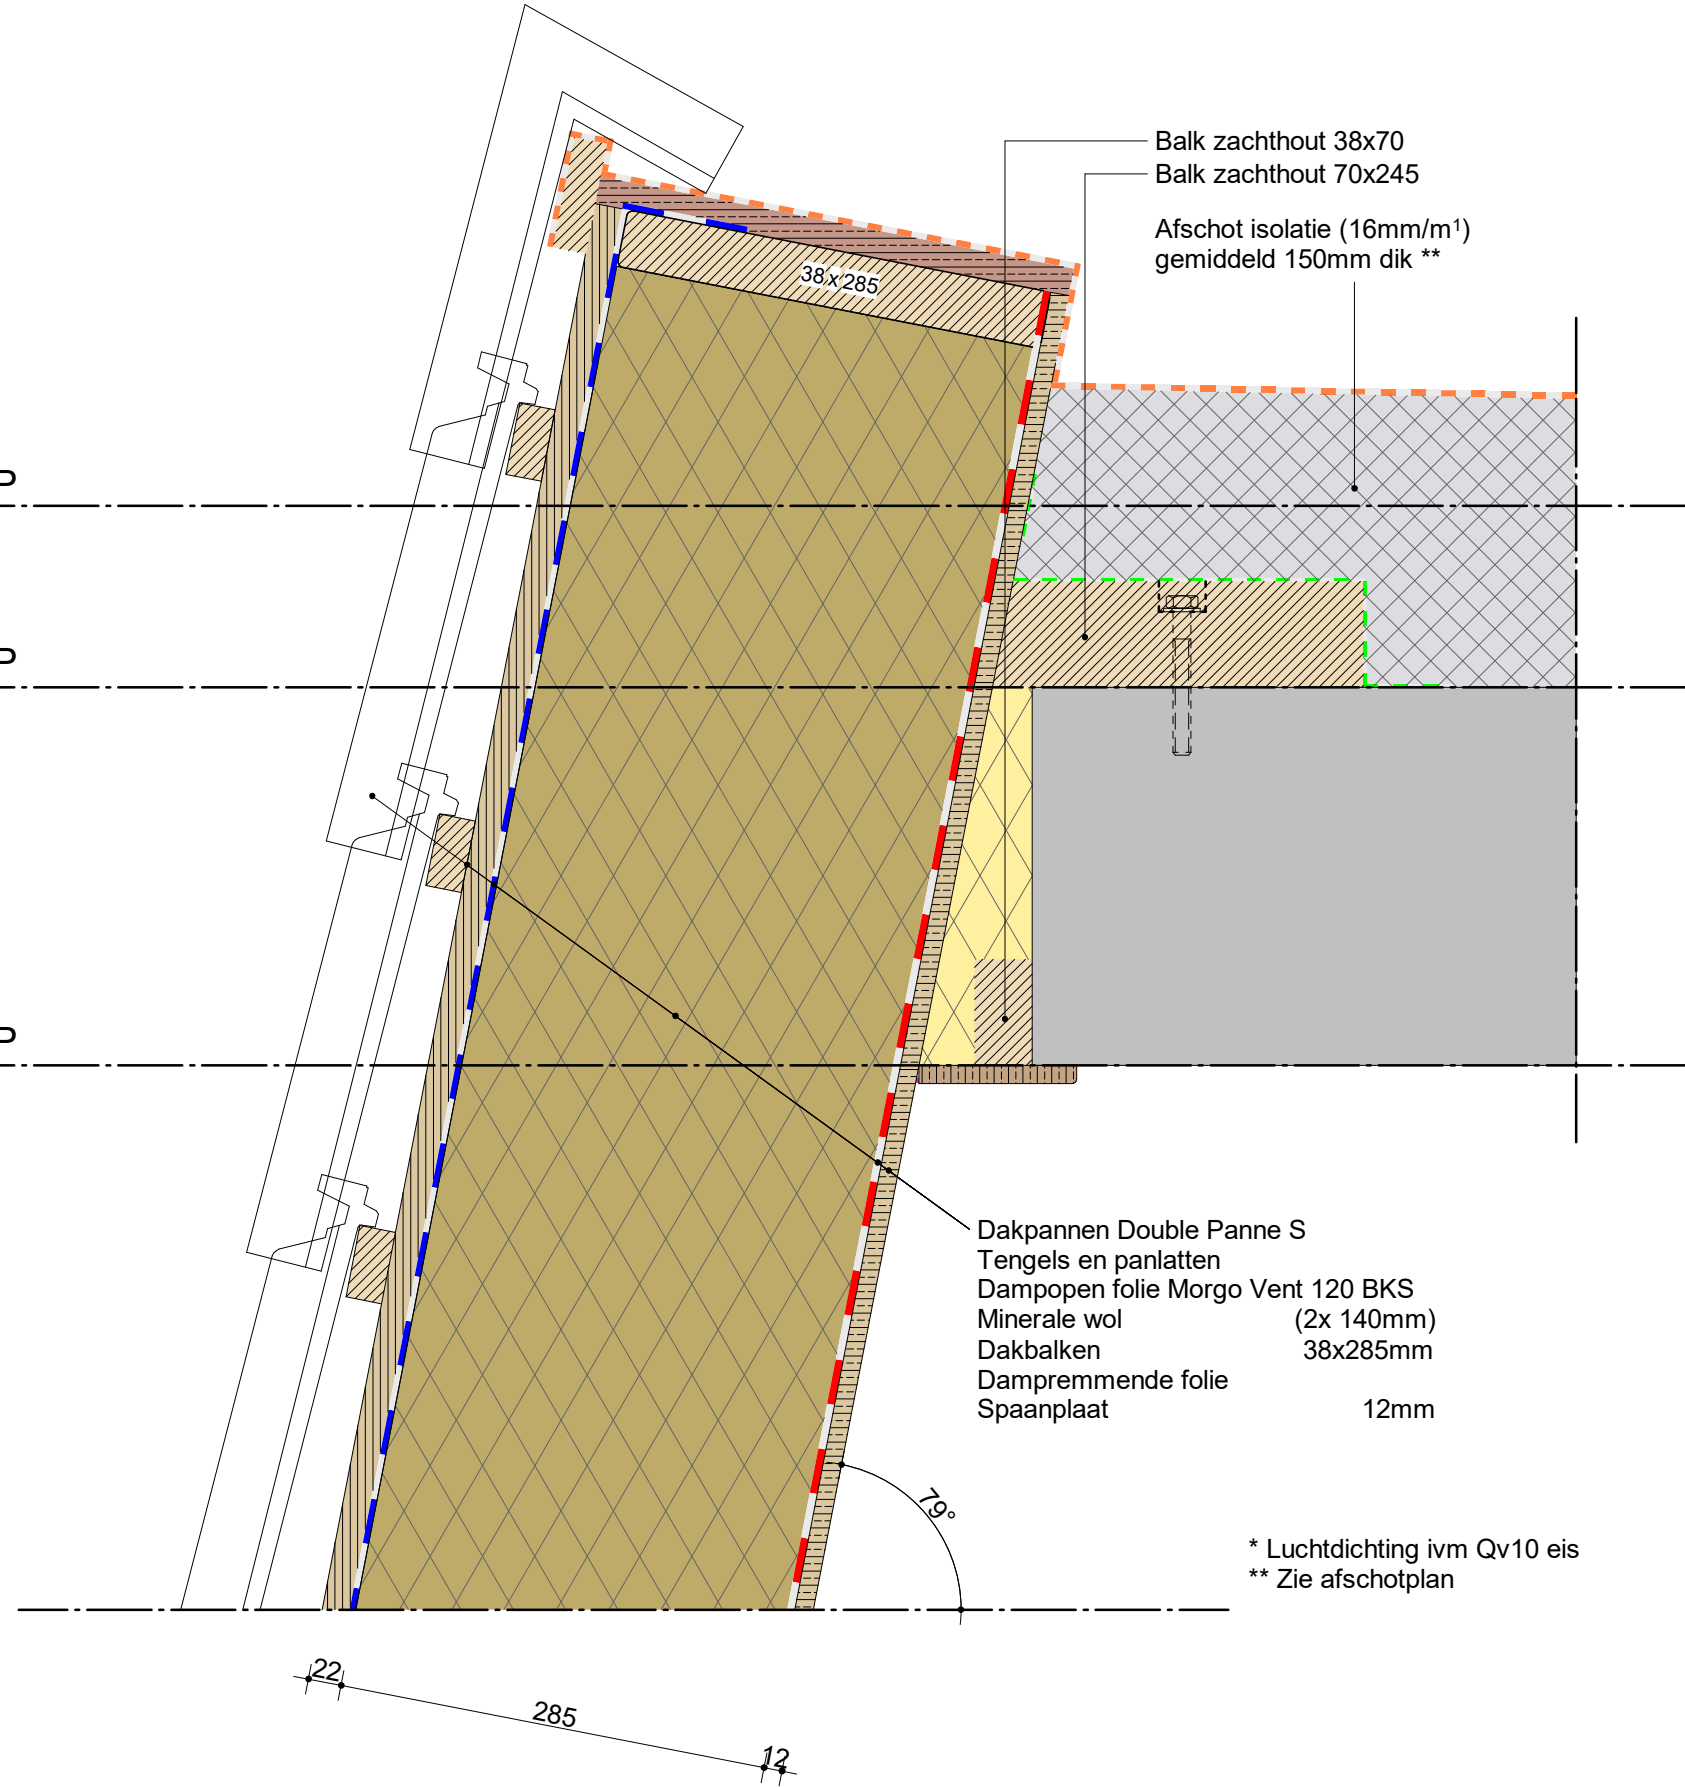 Balk zachthout 38x70
Balk zachthout 70x245
Afschot isolatie (16mm/m¹)
gemiddeld 150mm dik **
38x285
Dakpannen Double Panne S
Tengels en panlatten
Dampopen folie Morgo Vent 120 BKS
Minerale wol (2x 140mm)
Dakbalken 38x285mm
Dampremmende folie
Spaanplaat 12mm
79°
* Luchtdichting ivm Qv10 eis
** Zie afschotplan
22
285
12